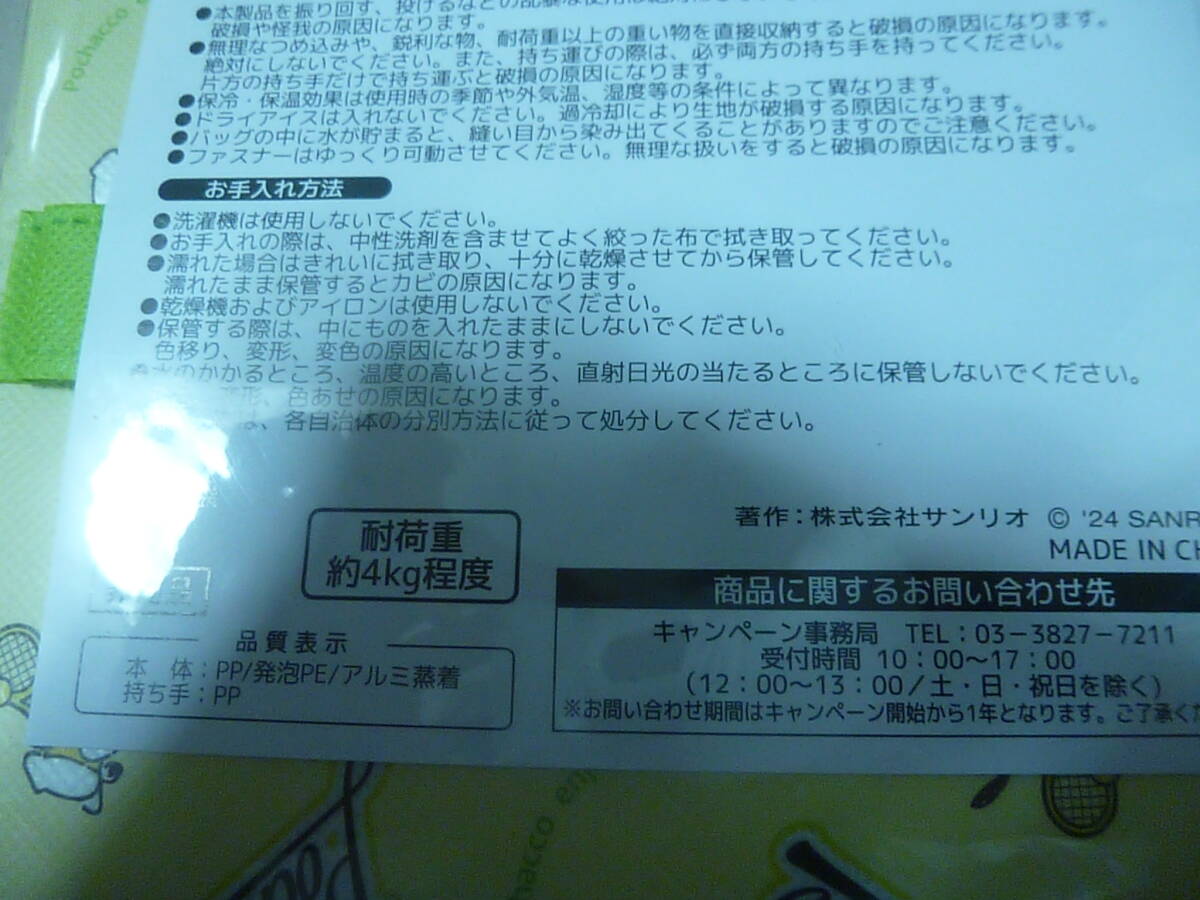 ●本製品を振り回す、投げるなどの
破損や怪我の原因になります。
●無理なつめ込みや、鋭利な物、耐荷重以上の重い物を直接収納すると破損の原因になります。
絶対にしないでください。また、持ち運びの際は、必ず両方の持ち手を持ってください。
片方の持ち手だけで持ち運ぶと破損の原因になります。
●保冷・保温効果は使用時の季節や外気温、湿度等の条件によって異なります。
●ドライアイスは入れないでください。過冷却により生地が破損する原因になります。
●バッグの中に水が貯まると、縫い目から染み出てくることがありますのでご注意ください。
●ファスナーはゆっくり可動させてください。無理な扱いをすると破損の原因になります。
お手入れ方法
●洗濯機は使用しないでください。
●お手入れの際は、中性洗剤を含ませてよく絞った布で拭き取ってください。
●濡れた場合はきれいに拭き取り、十分に乾燥させてから保管してください。
濡れたまま保管するとカビの原因になります。
●乾燥機およびアイロンは使用しないでください。
●保管する際は、中にものを入れたままにしないでください。
色移り、変形、変色の原因になります。
●水のかかるところ、温度の高いところ、直射日光の当たるところに保管しないでください。
変形、色あせの原因になります。
は、各自治体の分別方法に従って処分してください。
耐荷重
約4kg程度
品質表示
本 体：PP/発泡PE/アルミ蒸着
持ち手：PP
著作：株式会社サンリオ © '24 SANR
MADE IN CH
商品に関するお問い合わせ先
キャンペーン事務局 TEL：03－3827－7211
受付時間 10：00〜17：00
（12：00〜13：00／土・日・祝日を除く）
※お問い合わせ期間はキャンペーン開始から1年となります。ご了承くだ
Pochacco
Pochacco